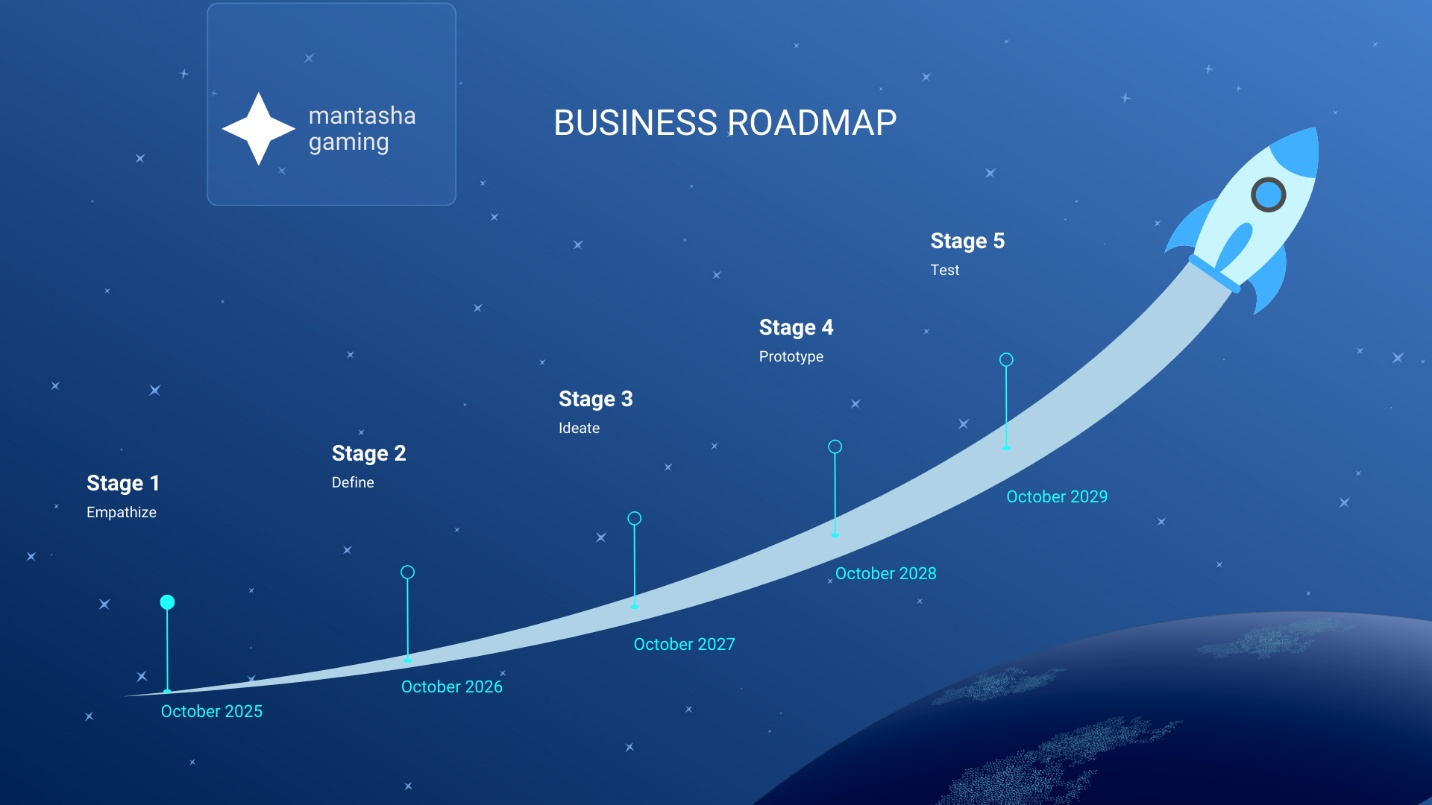 mantasha
gaming
BUSINESS ROADMAP
Stage 1
Empathize
October 2025
Stage 2
Define
October 2026
Stage 3
Ideate
October 2027
Stage 4
Prototype
October 2028
Stage 5
Test
October 2029